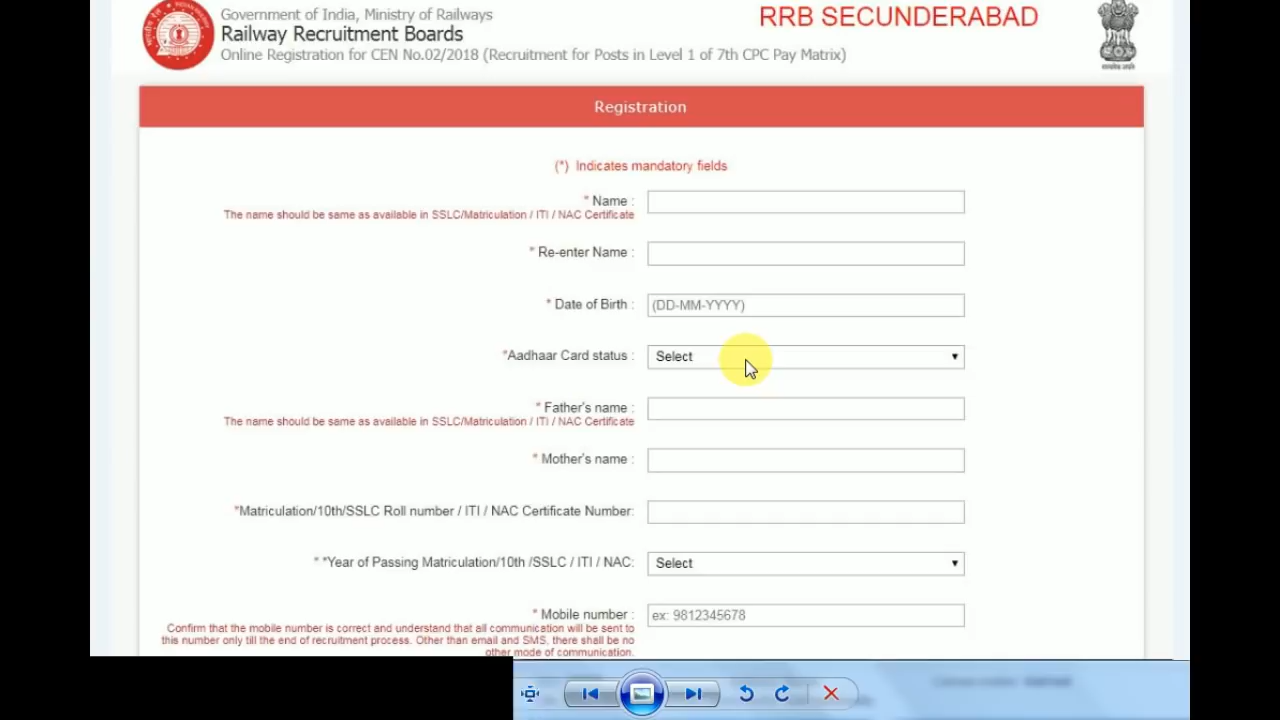 Government of India, Ministry of Railways
RRB SECUNDERABAD
Railway Recruitment Boards
Online Registration for CEN No.02/2018 (Recruitment for Posts in Level 1 of 7th CPC Pay Matrix)
Registration
(*) Indicates mandatory fields
* Name :
The name should be same as available in SSLC/Matriculation / ITI / NAC Certificate
* Re-enter Name :
* Date of Birth : (DD-MM-YYYY)
*Aadhaar Card status : Select
* Father's name :
The name should be same as available in SSLC/Matriculation / ITI / NAC Certificate
* Mother's name :
*Matriculation/10th/SSLC Roll number / ITI / NAC Certificate Number:
* *Year of Passing Matriculation/10th /SSLC / ITI / NAC: Select
* Mobile number : ex: 9812345678
Confirm that the mobile number is correct and understand that all communication will be sent to
this number only till the end of recruitment process. Other than email and SMS, there shall be no
other mode of communication.